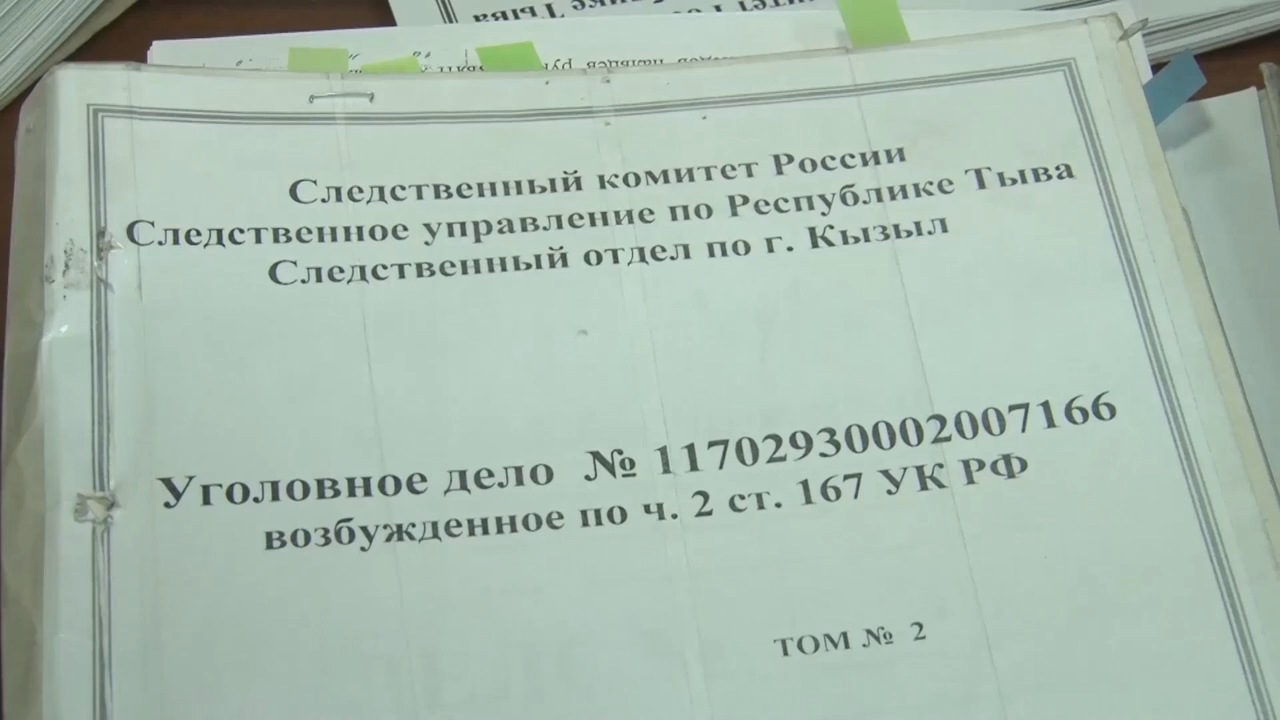 Следственный комитет России
Следственное управление по Республике Тыва
Следственный отдел по г. Кызыл
Уголовное дело № 11702930002007166
возбужденное по ч. 2 ст. 167 УК РФ
ТОМ № 2